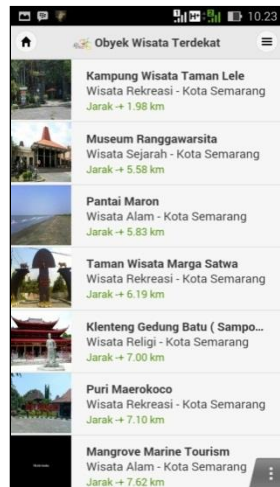 10.23
Obyek Wisata Terdekat
Kampung Wisata Taman Lele
Wisata Rekreasi - Kota Semarang
Jarak -+ 1.98 km
Museum Ranggawarsita
Wisata Sejarah - Kota Semarang
Jarak -+ 5.58 km
Pantai Maron
Wisata Alam - Kota Semarang
Jarak -+ 5.83 km
Taman Wisata Marga Satwa
Wisata Rekreasi - Kota Semarang
Jarak -+ 6.19 km
Klenteng Gedung Batu ( Sampo...
Wisata Religi - Kota Semarang
Jarak -+ 7.00 km
Puri Maerokoco
Wisata Rekreasi - Kota Semarang
Jarak -+ 7.10 km
Mangrove Marine Tourism
Wisata Alam - Kota Semarang
Jarak -+ 7.62 km